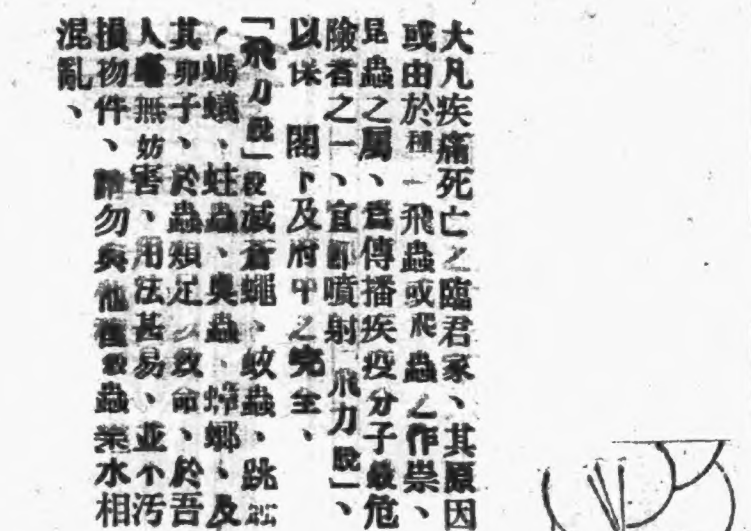 大凡疾痛死亡之臨君家、其原因
或由於種一飛蟲或爬蟲之作祟、
昆蟲之屬、爲傳播疾疫分子最危
險者之一、宜卽噴射「飛力脫」、
以保 閣下及府中之完全、
「飛力脫」殺滅蒼蠅、蚊蟲、跳蚤
、螞蟻、蛀蟲、臭蟲、蟑螂、及
其卵子、於蟲類足以致命、於吾
人無妨害、用法甚易、並不污
損物件、請勿與他種殺蟲藥水相
混亂、